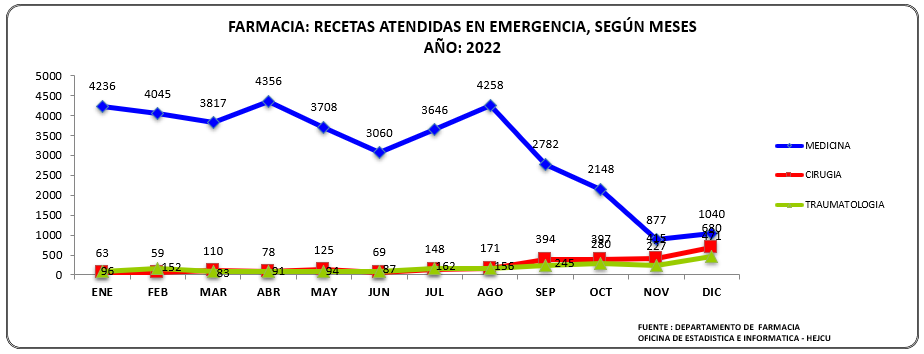 FARMACIA: RECETAS ATENDIDAS EN EMERGENCIA, SEGÚN MESES
AÑO: 2022
5000
4500
4000
3500
3000
2500
2000
1500
1000
500
0
4236 4045 3817 4356 3708 3060 3646 4258 2782 2148 877 1040
63 59 110 78 125 69 148 171 394 397 415 680
96 152 83 91 94 87 162 156 245 280 227 471
ENE FEB MAR ABR MAY JUN JUL AGO SEP OCT NOV DIC
MEDICINA
CIRUGIA
TRAUMATOLOGIA
FUENTE : DEPARTAMENTO DE FARMACIA
OFICINA DE ESTADISTICA E INFORMATICA - HEJCU